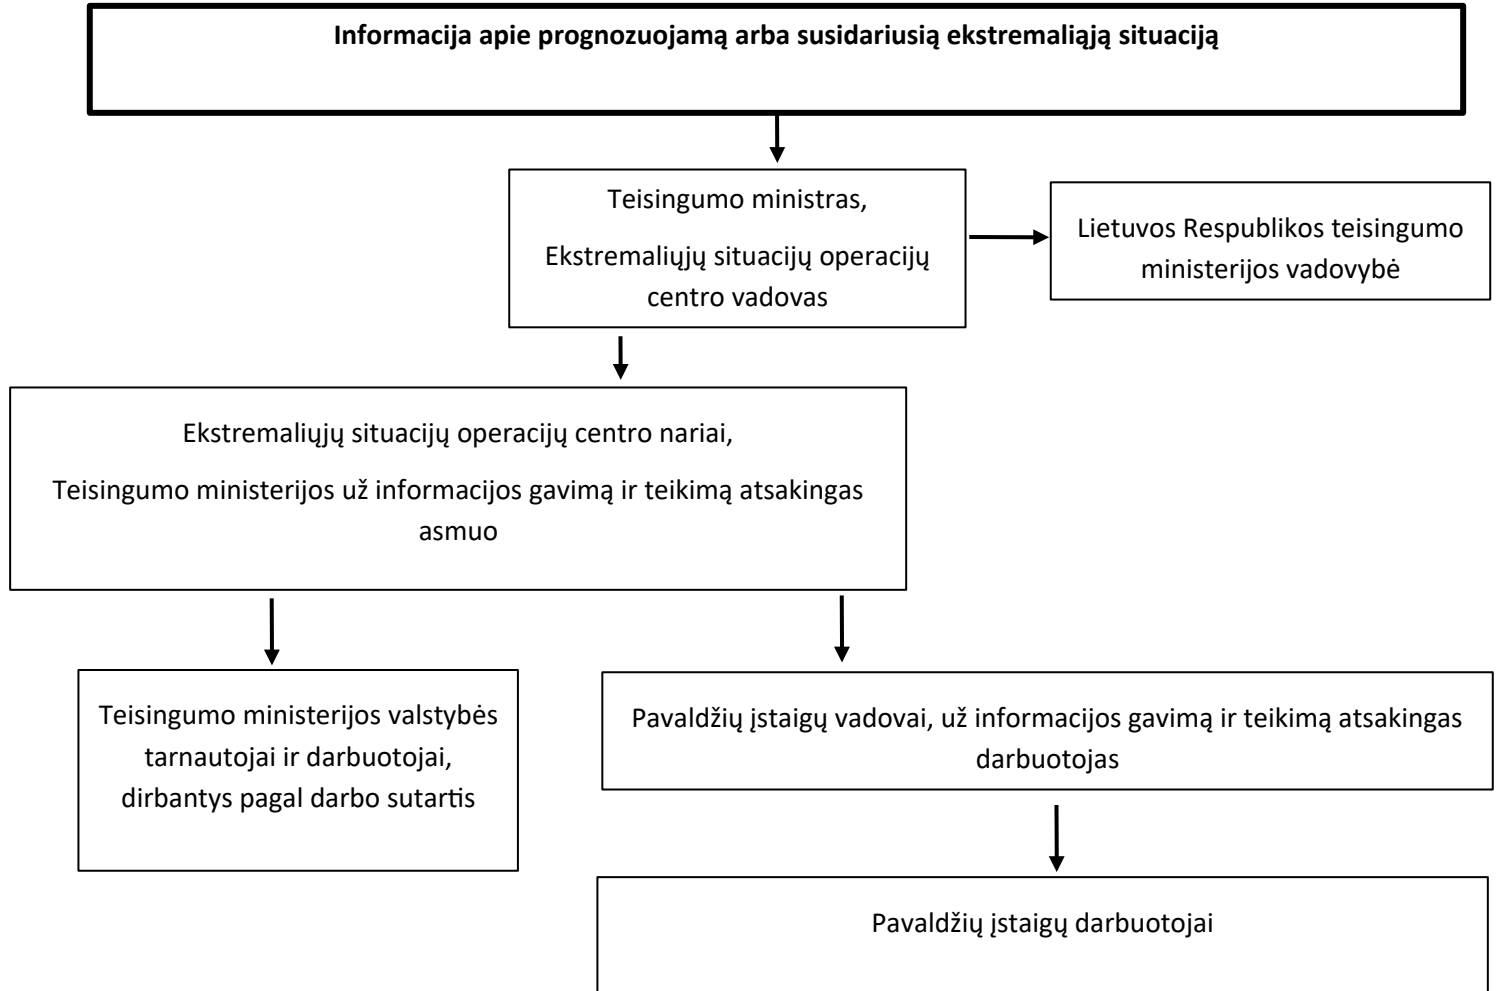 Informacija apie prognozuojamą arba susidariusią ekstremaliąją situaciją
Teisingumo ministras,
Ekstremaliųjų situacijų operacijų
centro vadovas
Lietuvos Respublikos teisingumo
ministerijos vadovybė
Ekstremaliųjų situacijų operacijų centro nariai,
Teisingumo ministerijos už informacijos gavimą ir teikimą atsakingas
asmuo
Teisingumo ministerijos valstybės
tarnautojai ir darbuotojai,
dirbantys pagal darbo sutartis
Pavaldžių įstaigų vadovai, už informacijos gavimą ir teikimą atsakingas
darbuotojas
Pavaldžių įstaigų darbuotojai